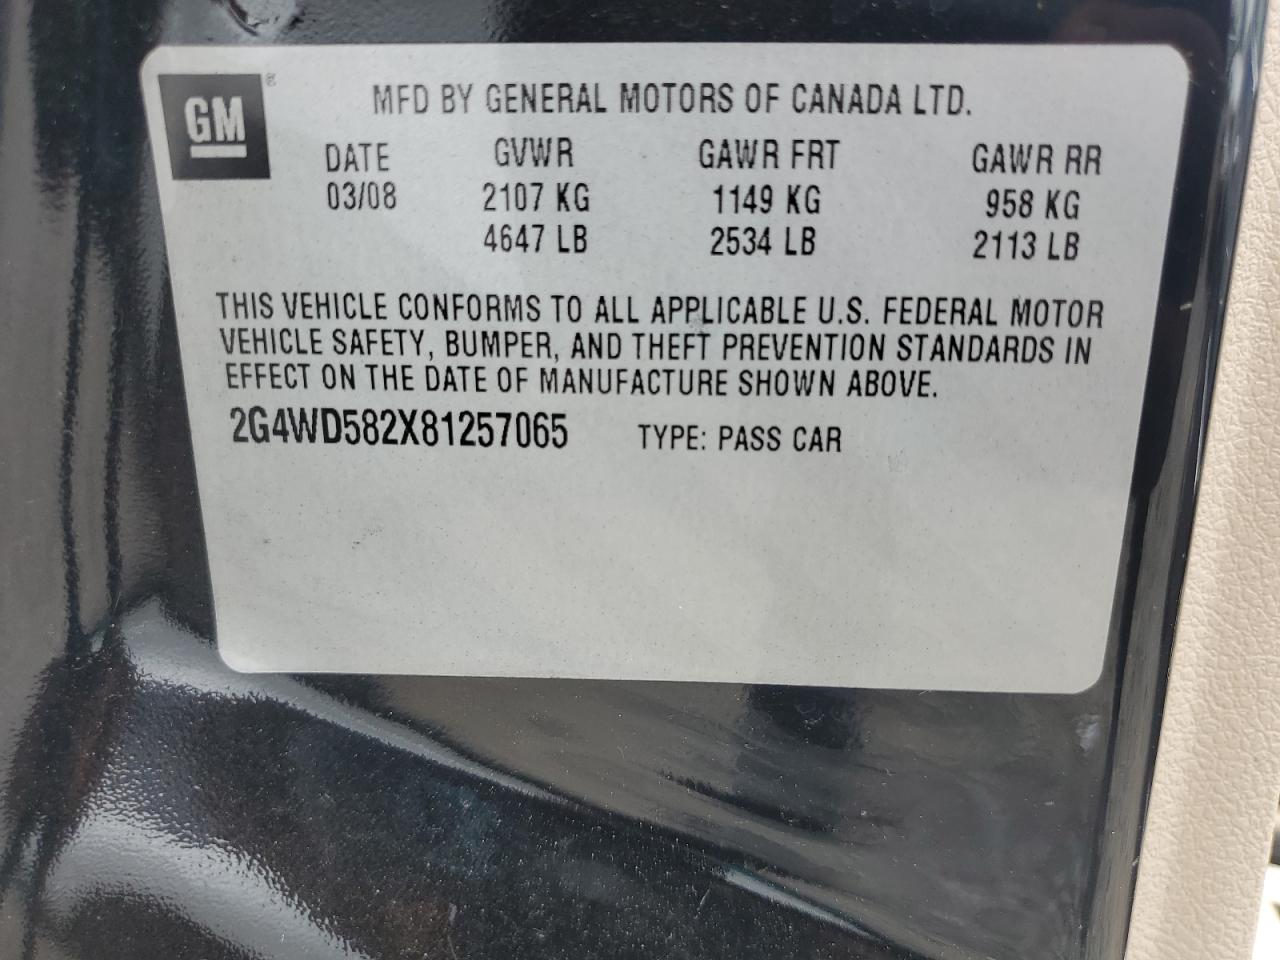 GM ®
MFD BY GENERAL MOTORS OF CANADA LTD.
DATE GVWR GAWR FRT GAWR RR
03/08 2107 KG 1149 KG 958 KG
4647 LB 2534 LB 2113 LB
THIS VEHICLE CONFORMS TO ALL APPLICABLE U.S. FEDERAL MOTOR
VEHICLE SAFETY, BUMPER, AND THEFT PREVENTION STANDARDS IN
EFFECT ON THE DATE OF MANUFACTURE SHOWN ABOVE.
2G4WD582X81257065 TYPE: PASS CAR